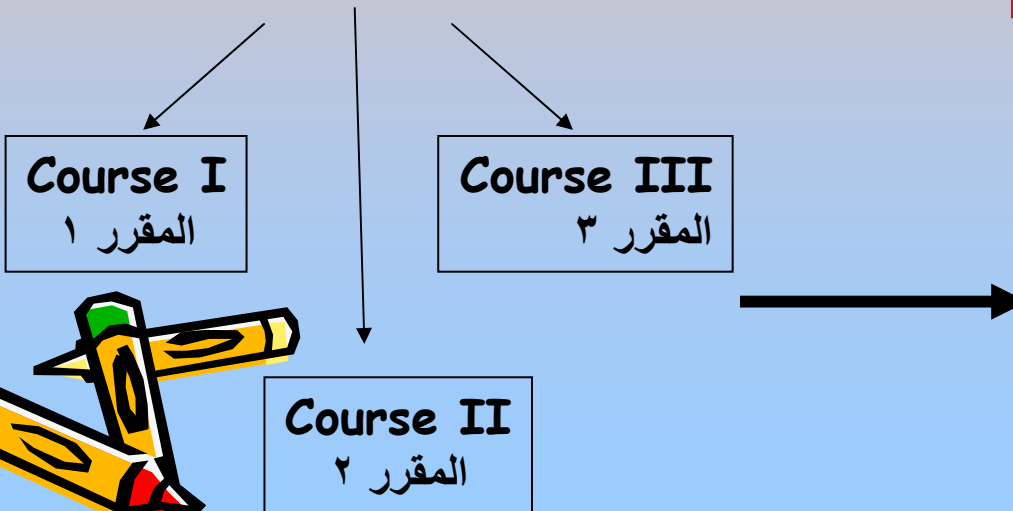 Course I
المقرر ١
Course III
المقرر ٣
Course II
المقرر ٢